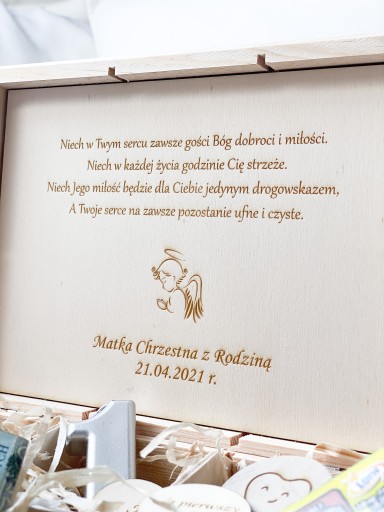 Niech w Twym sercu zawsze gości Bóg dobroci i miłości.
Niech w każdej życia godzinie Cię strzeże.
Niech Jego miłość będzie dla Ciebie jedynym drogowskazem,
A Twoje serce na zawsze pozostanie ufne i czyste.
Matka Chrzestna z Rodziną
21.04.2021 r.
pierwszy